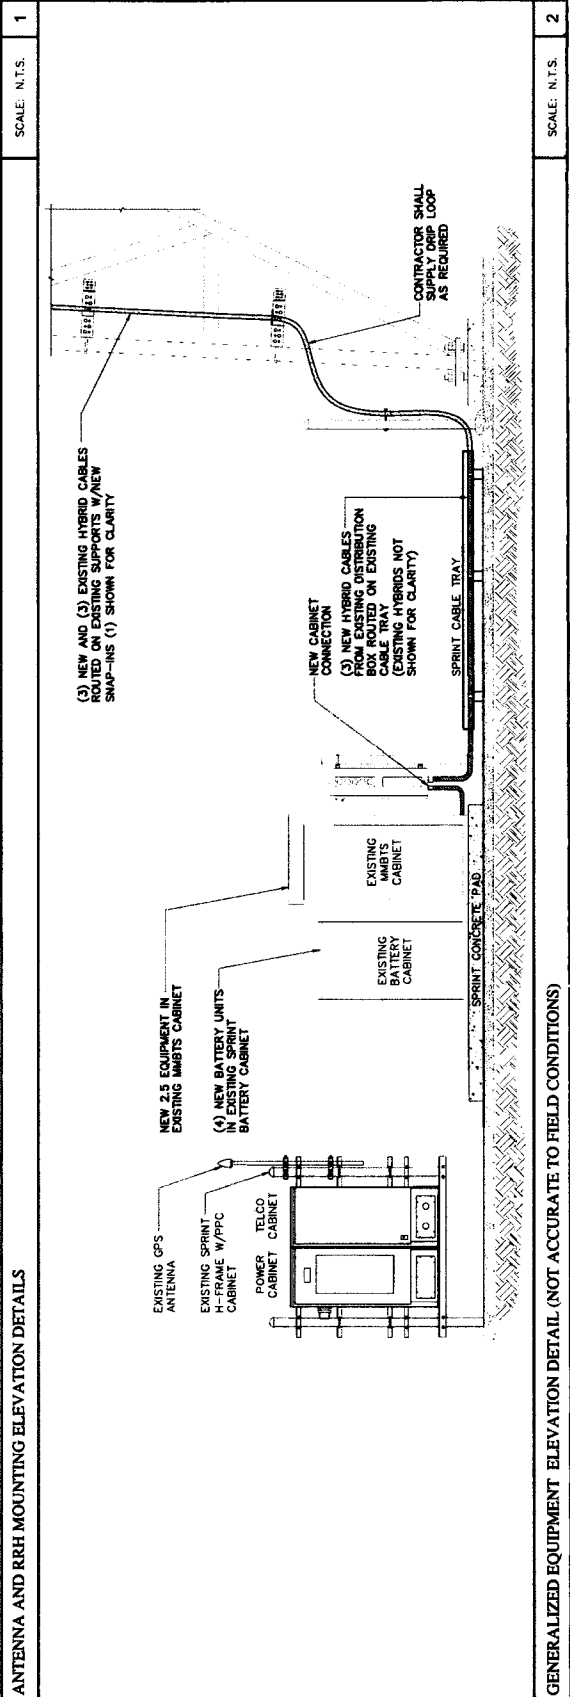 ANTENNA AND RRH MOUNTING ELEVATION DETAILS
SCALE: N.T.S.
1
EXISTING GPS
ANTENNA
EXISTING SPRINT
H-FRAME W/PPC
CABINET
POWER
CABINET
TELCO
CABINET
NEW 2.5 EQUIPMENT IN
EXISTING MMBTS CABINET
(4) NEW BATTERY UNITS
IN EXISTING SPRINT
BATTERY CABINET
EXISTING
BATTERY
CABINET
EXISTING
MMBTS
CABINET
SPRINT CONCRETE PAD
(3) NEW AND (3) EXISTING HYBRID CABLES
ROUTED ON EXISTING SUPPORTS W/NEW
SNAP-INS (1) SHOWN FOR CLARITY
NEW CABINET
CONNECTION
(3) NEW HYBRID CABLES
FROM EXISTING DISTRIBUTION
BOX ROUTED ON EXISTING
CABLE TRAY
(EXISTING HYBRIDS NOT
SHOWN FOR CLARITY)
SPRINT CABLE TRAY
CONTRACTOR SHALL
SUPPLY DRIP LOOP
AS REQUIRED
GENERALIZED EQUIPMENT ELEVATION DETAIL (NOT ACCURATE TO FIELD CONDITIONS)
SCALE: N.T.S.
2